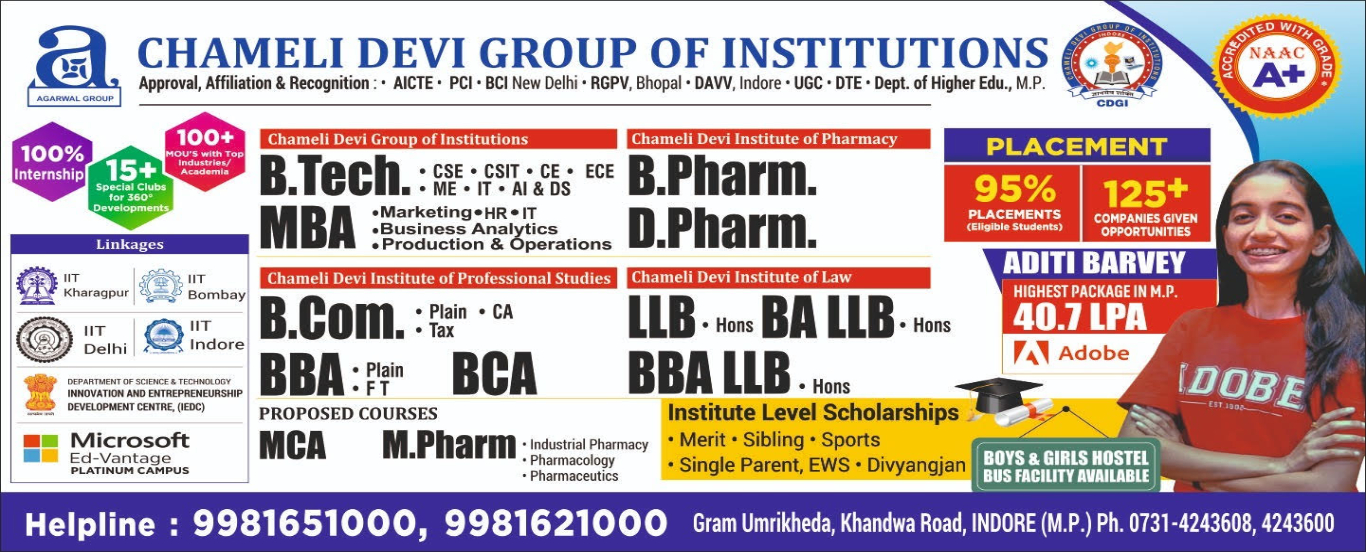 a
AGARWAL GROUP
CHAMELI DEVI GROUP OF INSTITUTIONS
Approval, Affiliation & Recognition : • AICTE • PCI • BCI New Delhi • RGPV, Bhopal • DAVV, Indore • UGC • DTE • Dept. of Higher Edu., M.P.
CHAMELI DEVI GROUP OF INSTITUTIONS
INDORE
CDGI
ACCREDITED WITH GRADE
NAAC
A+
100%
Internship
15+
Special Clubs
for 360°
Developments
100+
MOU'S with Top
Industries/
Academia
Linkages
IIT
Kharagpur
IIT
Bombay
IIT
Delhi
IIT
Indore
DEPARTMENT OF SCIENCE & TECHNOLOGY
INNOVATION AND ENTREPRENEURSHIP
DEVELOPMENT CENTRE, (IEDC)
Microsoft
Ed-Vantage
PLATINUM CAMPUS
Chameli Devi Group of Institutions
B.Tech. • CSE • CSIT • CE • ECE
• ME • IT • AI & DS
MBA •Marketing•HR•IT
•Business Analytics
•Production & Operations
Chameli Devi Institute of Pharmacy
B.Pharm.
D.Pharm.
Chameli Devi Institute of Professional Studies
B.Com. • Plain • CA
• Tax
BBA • Plain
• F T
BCA
Chameli Devi Institute of Law
LLB • Hons BA LLB • Hons
BBA LLB • Hons
PROPOSED COURSES
MCA M.Pharm • Industrial Pharmacy
• Pharmacology
• Pharmaceutics
Institute Level Scholarships
• Merit • Sibling • Sports
• Single Parent, EWS • Divyangjan
PLACEMENT
95%
PLACEMENTS
(Eligible Students)
125+
COMPANIES GIVEN
OPPORTUNITIES
ADITI BARVEY
HIGHEST PACKAGE IN M.P.
40.7 LPA
Adobe
DOBE
EST 1982
BOYS & GIRLS HOSTEL
BUS FACILITY AVAILABLE
Helpline : 9981651000, 9981621000 Gram Umrikheda, Khandwa Road, INDORE (M.P.) Ph. 0731-4243608, 4243600